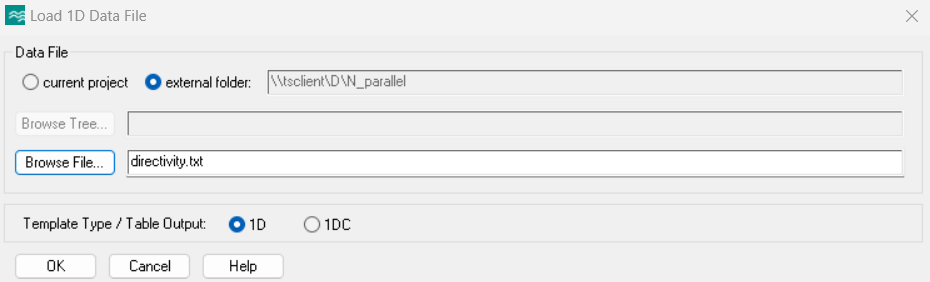 Load 1D Data File
Data File
current project external folder: \\tsclient\D\N_parallel
Browse Tree...
Browse File... directivity.txt
Template Type / Table Output: 1D 1DC
OK Cancel Help